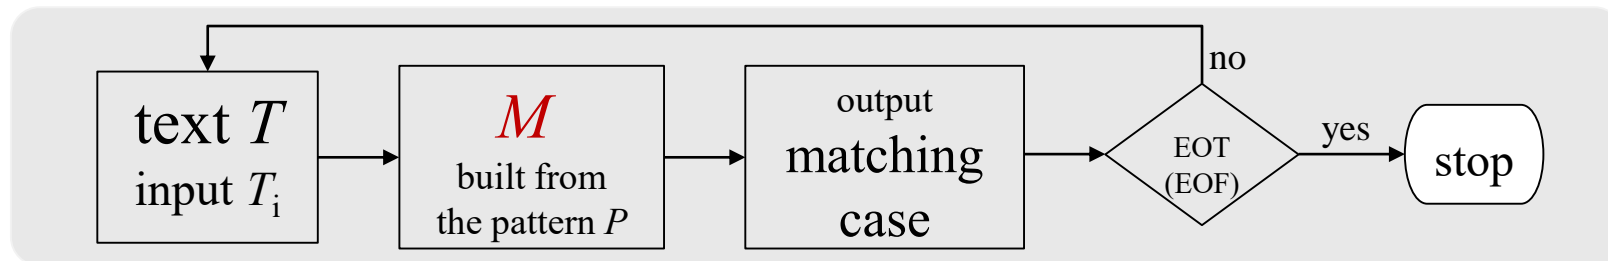 text T
input Ti
M
built from
the pattern P
output
matching
case
EOT
(EOF)
no
yes
stop